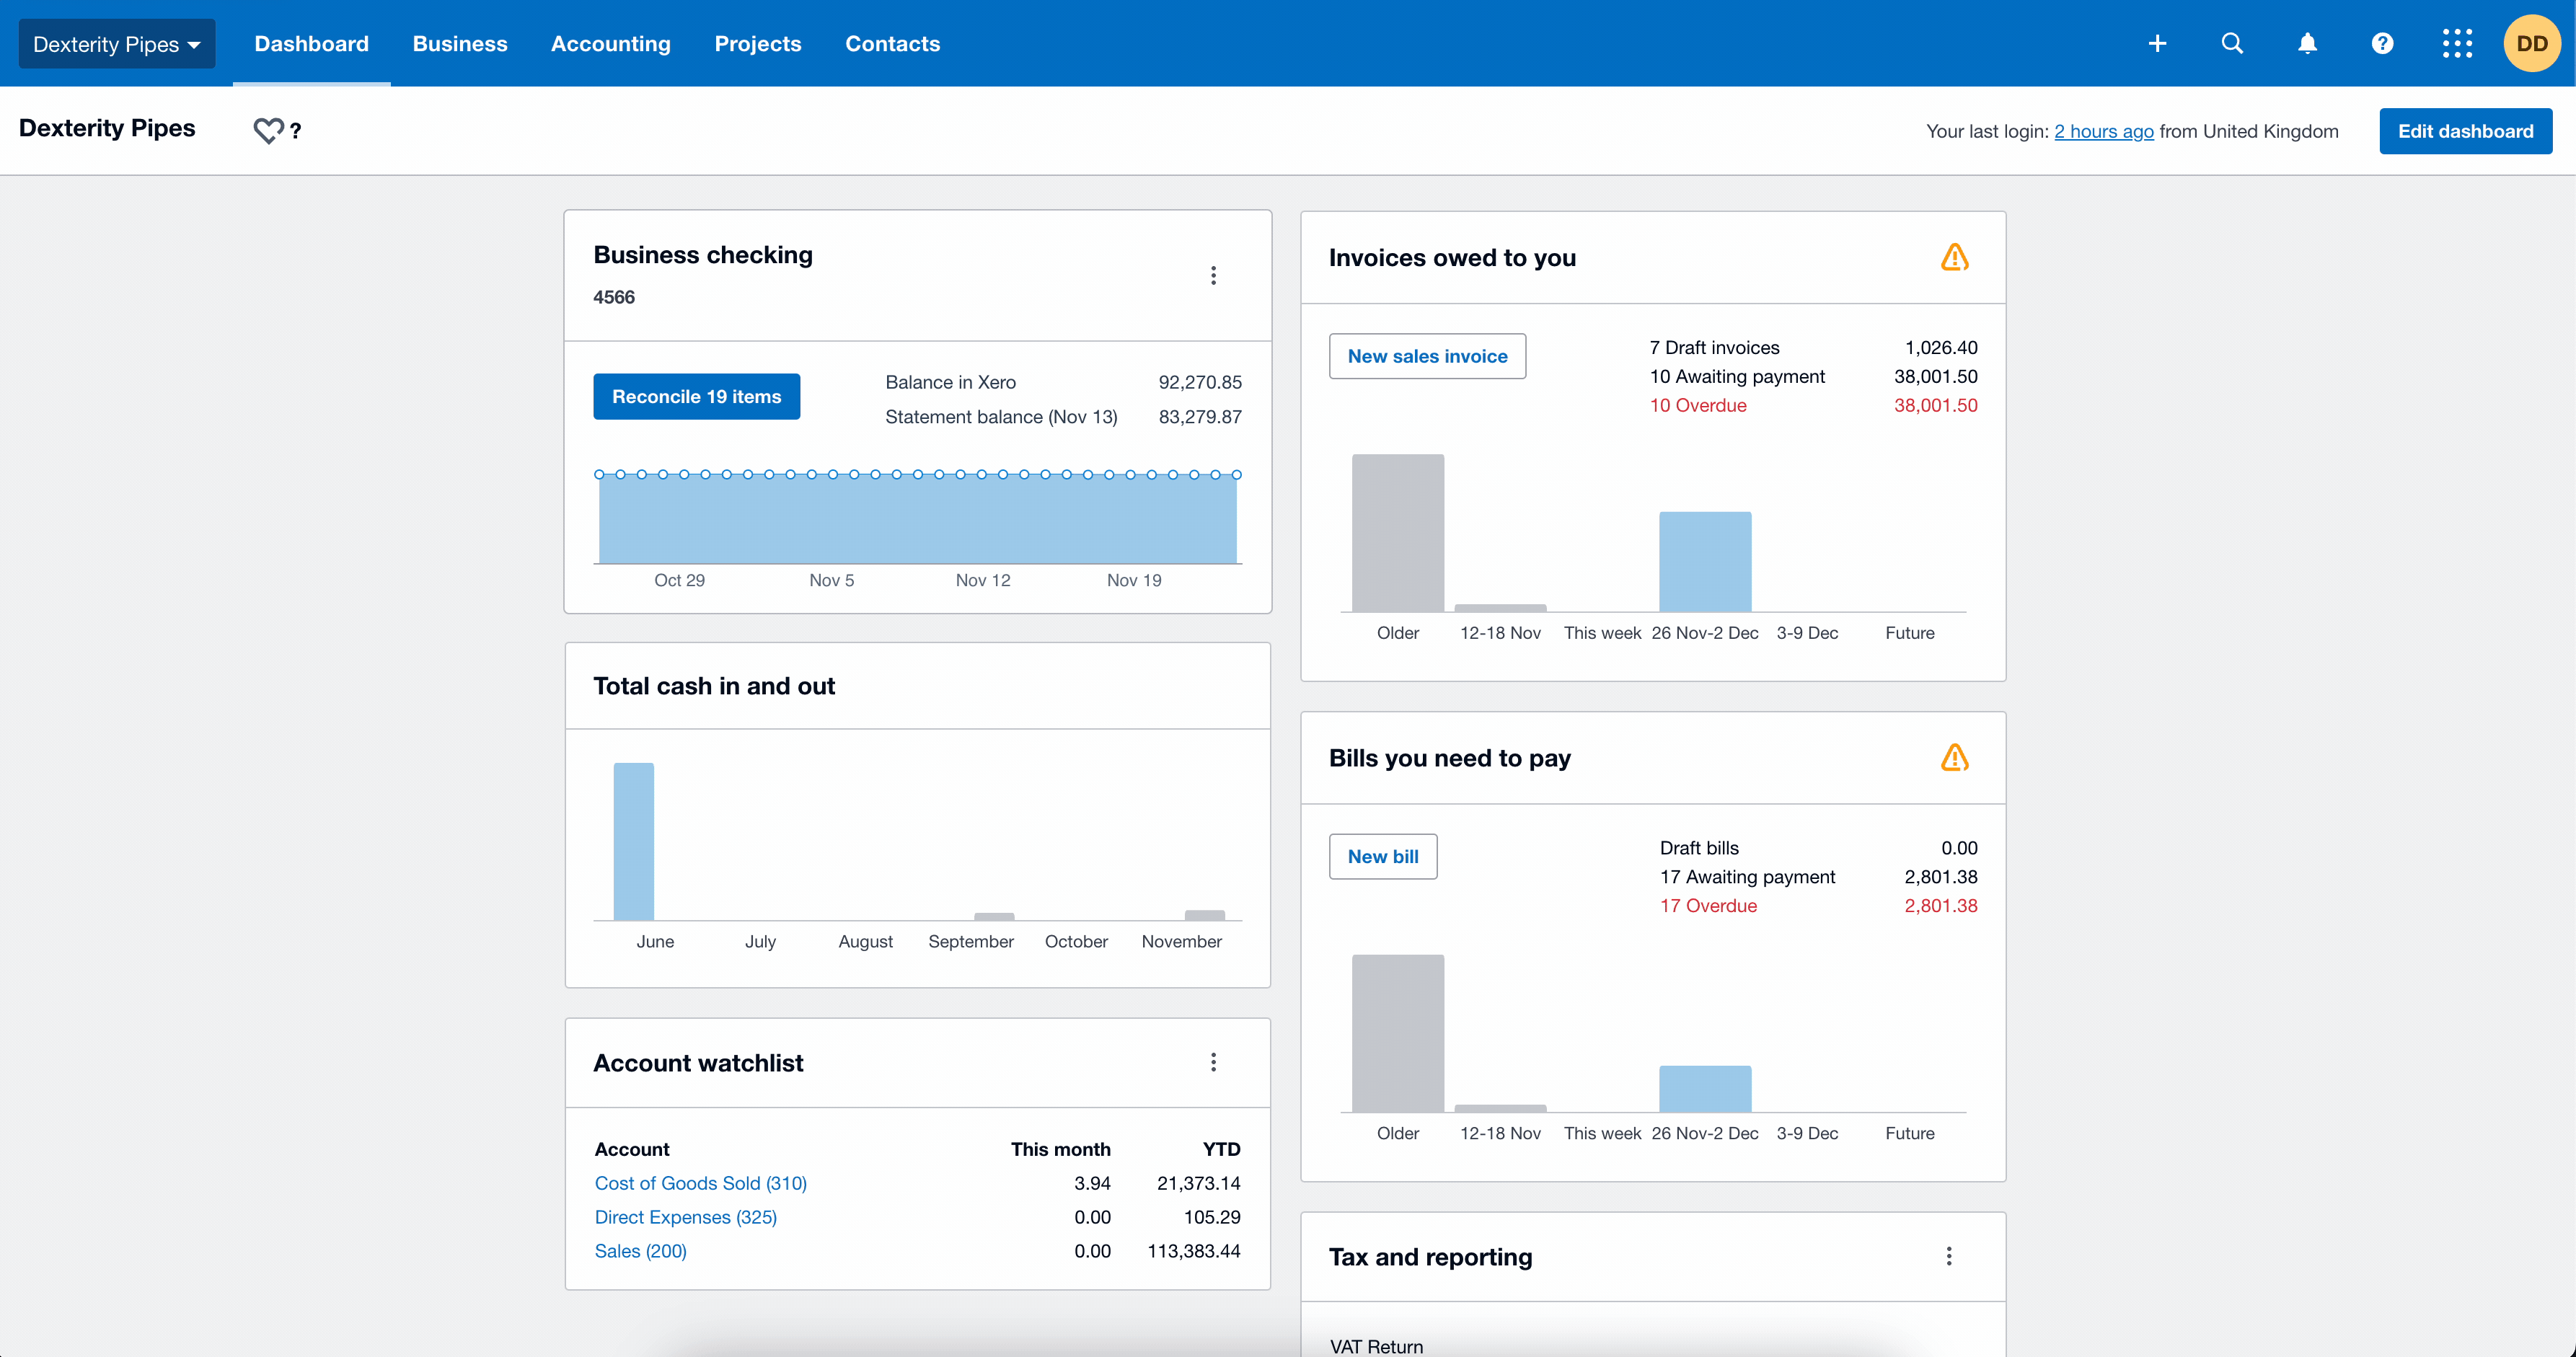 Dexterity Pipes Dashboard Business Accounting Projects Contacts DD
Dexterity Pipes ? Your last login: 2 hours ago from United Kingdom Edit dashboard
Business checking
4566
Reconcile 19 items
Balance in Xero 92,270.85
Statement balance (Nov 13) 83,279.87
Oct 29 Nov 5 Nov 12 Nov 19
Total cash in and out
June July August September October November
Account watchlist
Account This month YTD
Cost of Goods Sold (310) 3.94 21,373.14
Direct Expenses (325) 0.00 105.29
Sales (200) 0.00 113,383.44
Invoices owed to you
New sales invoice
7 Draft invoices 1,026.40
10 Awaiting payment 38,001.50
10 Overdue 38,001.50
Older 12-18 Nov This week 26 Nov-2 Dec 3-9 Dec Future
Bills you need to pay
New bill
Draft bills 0.00
17 Awaiting payment 2,801.38
17 Overdue 2,801.38
Older 12-18 Nov This week 26 Nov-2 Dec 3-9 Dec Future
Tax and reporting
VAT Return